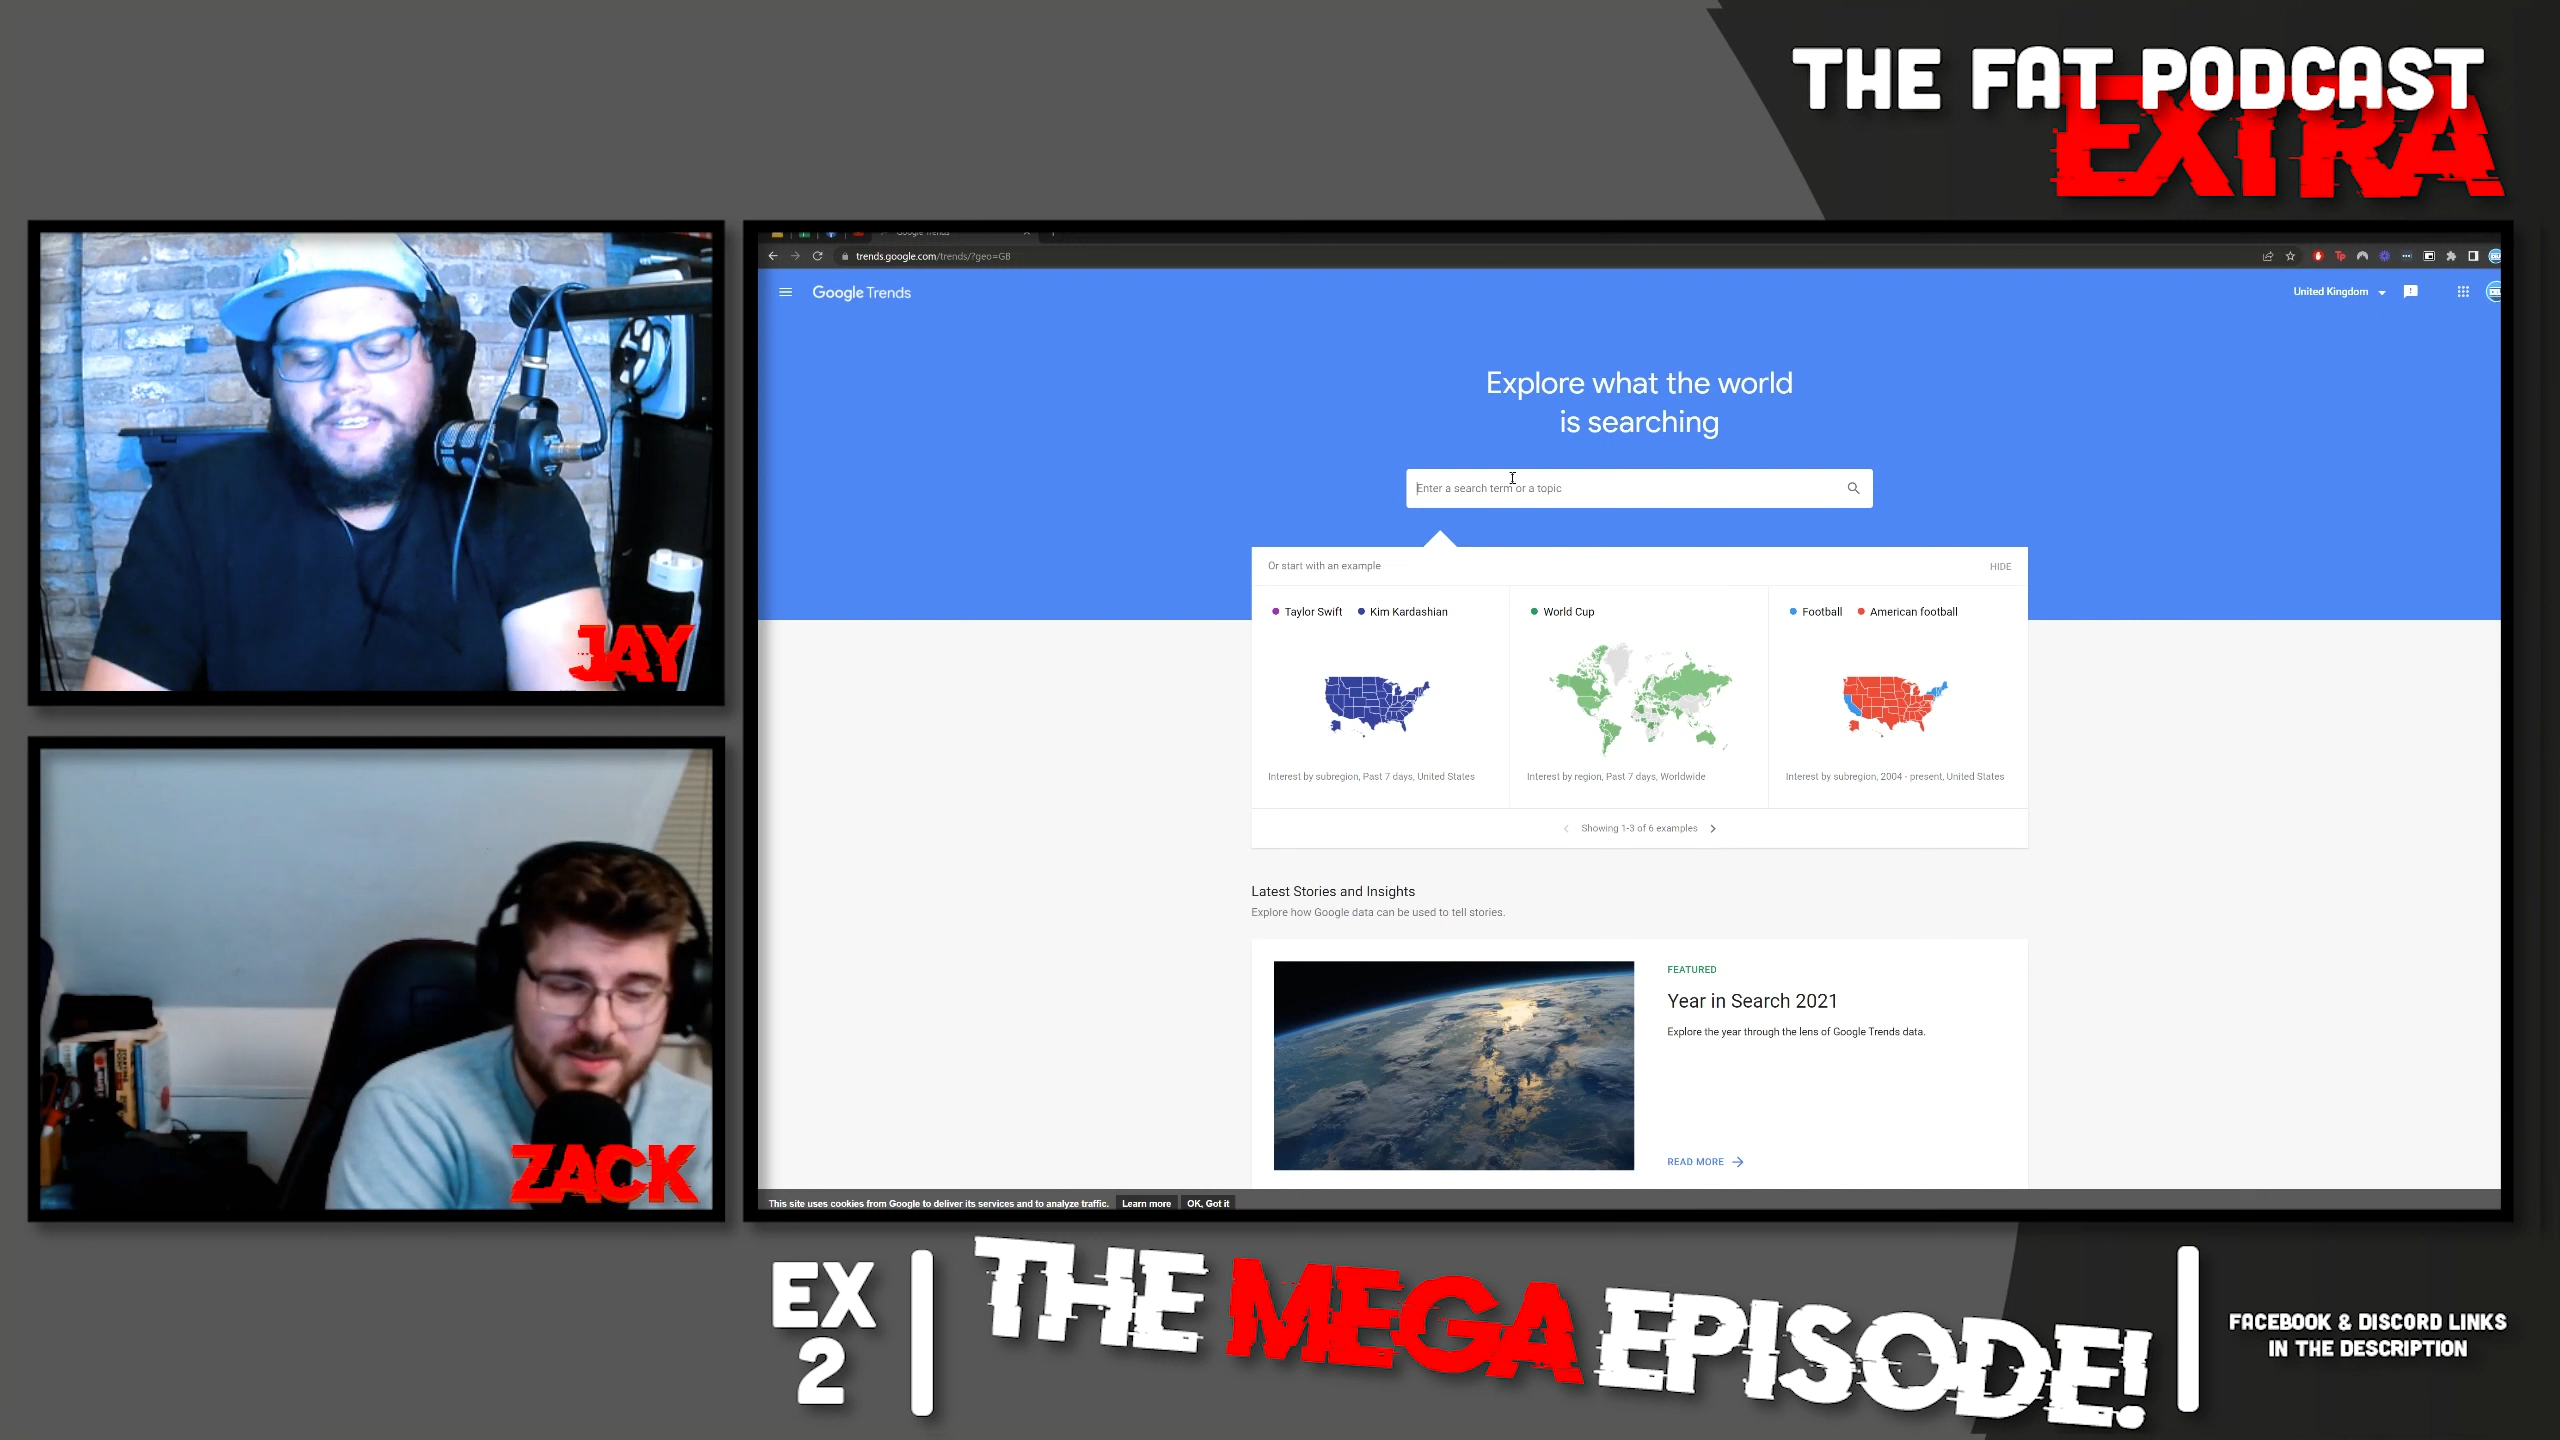 THE FAT PODCAST
EXTRA
JAY
ZACK
Google Trends
trends.google.com/trends/?geo=GB
Google Trends
United Kingdom
Explore what the world
is searching
Enter a search term or a topic
Or start with an example
HIDE
Taylor Swift Kim Kardashian
Interest by subregion, Past 7 days, United States
World Cup
Interest by region, Past 7 days, Worldwide
Football American football
Interest by subregion, 2004 - present, United States
Showing 1-3 of 6 examples
Latest Stories and Insights
Explore how Google data can be used to tell stories.
FEATURED
Year in Search 2021
Explore the year through the lens of Google Trends data.
READ MORE
This site uses cookies from Google to deliver its services and to analyze traffic. Learn more OK, Got it
EX
2
THE MEGA EPISODE!
FACEBOOK & DISCORD LINKS
IN THE DESCRIPTION